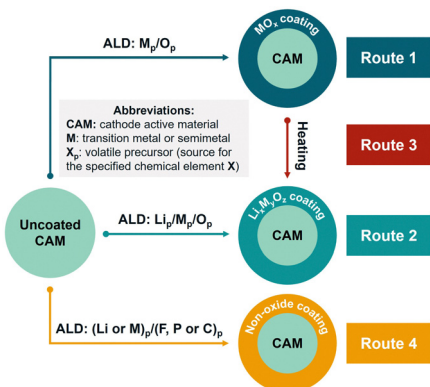 ALD: Mₚ/Oₚ
MOₓ coating
CAM
Route 1
Abbreviations:
CAM: cathode active material
M: transition metal or semimetal
Xₚ: volatile precursor (source for
the specified chemical element X)
Heating
Route 3
Uncoated
CAM
ALD: Liₚ/Mₚ/Oₚ
LiₓMᵧO₂ coating
CAM
Route 2
ALD: (Li or M)ₚ/(F, P or C)ₚ
Non-oxide coating
CAM
Route 4